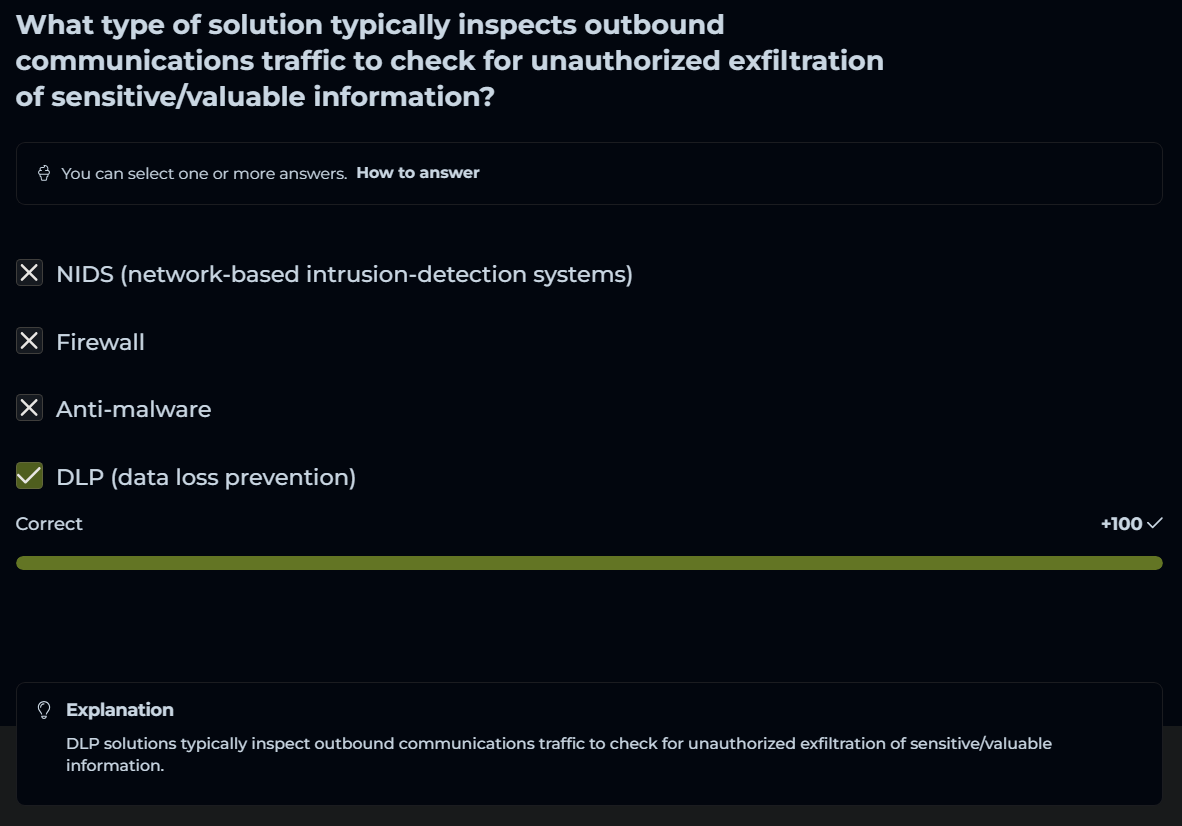 What type of solution typically inspects outbound
communications traffic to check for unauthorized exfiltration
of sensitive/valuable information?
You can select one or more answers. How to answer
NIDS (network-based intrusion-detection systems)
Firewall
Anti-malware
DLP (data loss prevention)
Correct +100
Explanation
DLP solutions typically inspect outbound communications traffic to check for unauthorized exfiltration of sensitive/valuable
information.